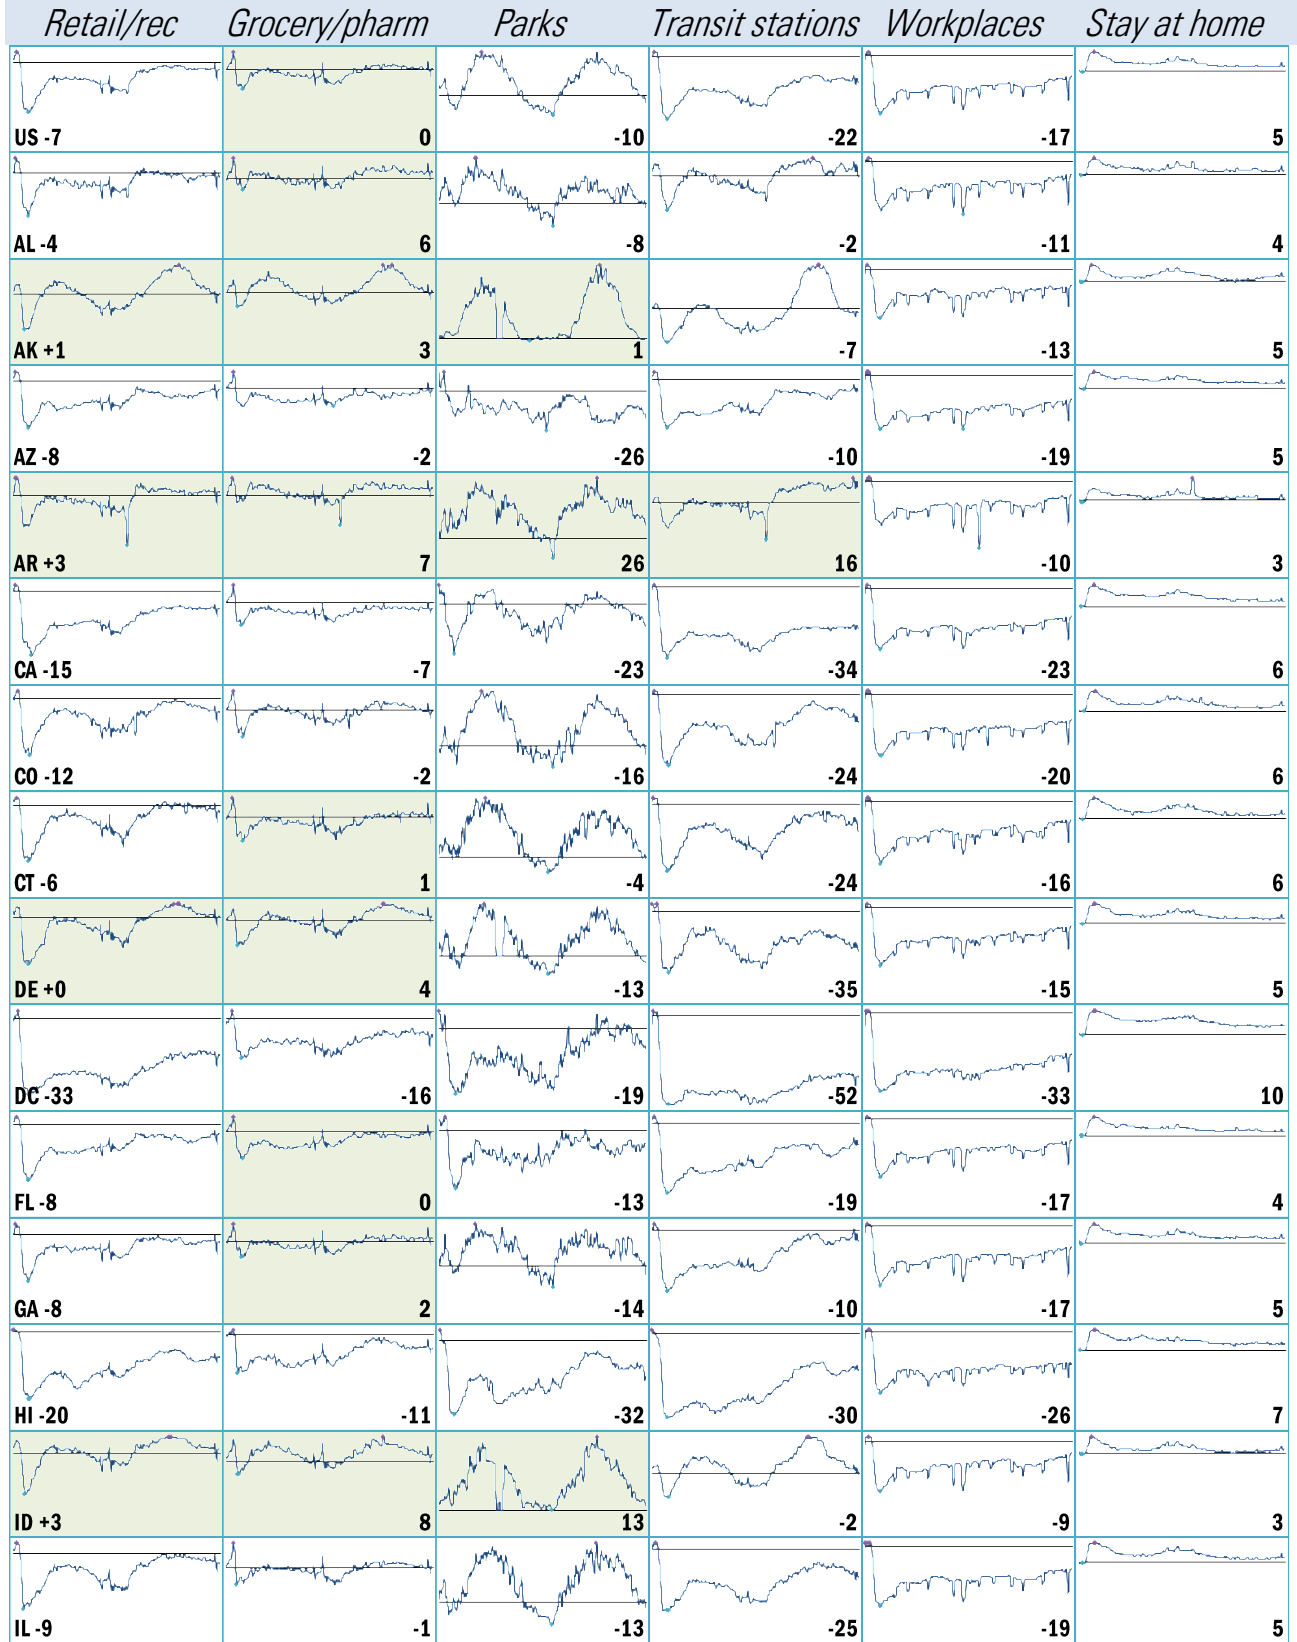 Retail/rec Grocery/pharm Parks Transit stations Workplaces Stay at home
US -7 0 -10 -22 -17 5
AL -4 6 -8 -2 -11 4
AK +1 3 1 -7 -13 5
AZ -8 -2 -26 -10 -19 5
AR +3 7 26 16 -10 3
CA -15 -7 -23 -34 -23 6
CO -12 -2 -16 -24 -20 6
CT -6 1 -4 -24 -16 6
DE +0 4 -13 -35 -15 5
DC -33 -16 -19 -52 -33 10
FL -8 0 -13 -19 -17 4
GA -8 2 -14 -10 -17 5
HI -20 -11 -32 -30 -26 7
ID +3 8 13 -2 -9 3
IL -9 -1 -13 -25 -19 5